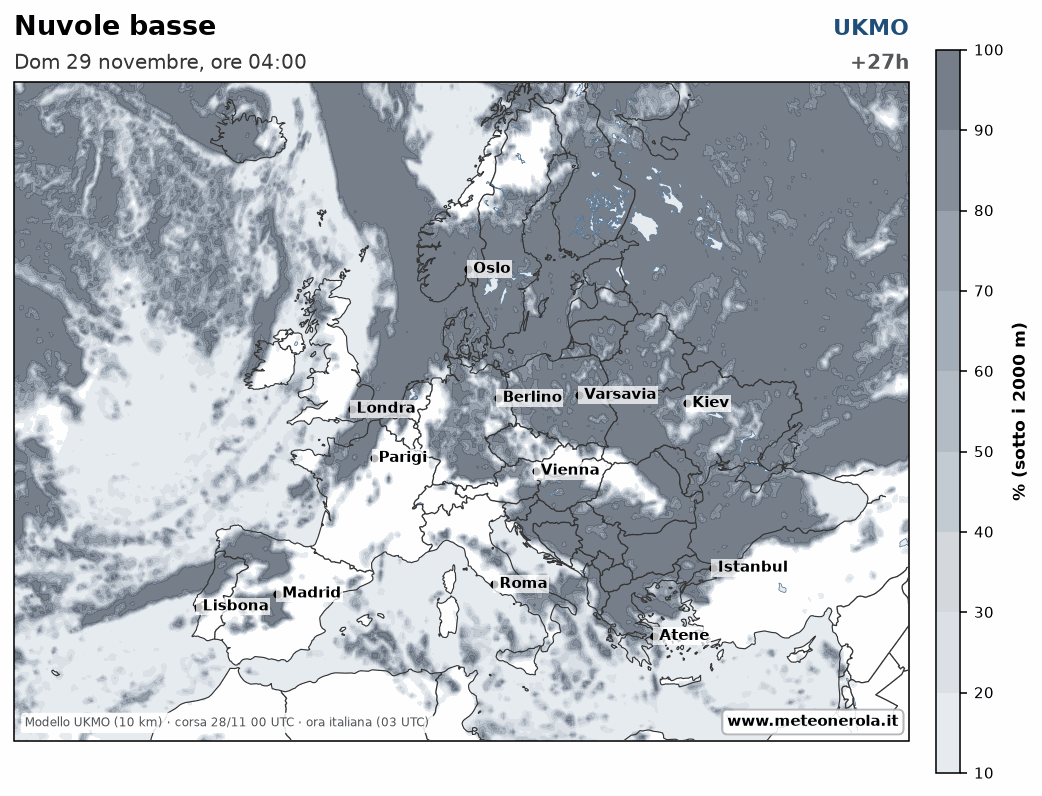 Nuvole basse
UKMO
Dom 29 novembre, ore 04:00
+27h
100
90
80
70
60
50
40
30
20
10
% (sotto i 2000 m)
Oslo
Londra
Berlino
Varsavia
Kiev
Parigi
Vienna
Istanbul
Roma
Madrid
Lisbona
Atene
Modello UKMO (10 km) · corsa 28/11 00 UTC · ora italiana (03 UTC)
www.meteonerola.it